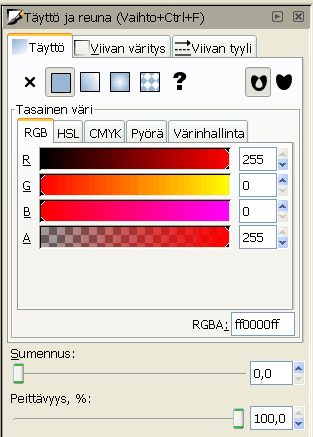 Täyttö ja reuna (Vaihto+Ctrl+F)
Täyttö Viivan väritys Viivan tyyli
?
Tasainen väri
RGB HSL CMYK Pyörä Värinhallinta
R 255
G 0
B 0
A 255
RGBA: ff0000ff
Sumennus:
0,0
Peittävyys, %:
100,0